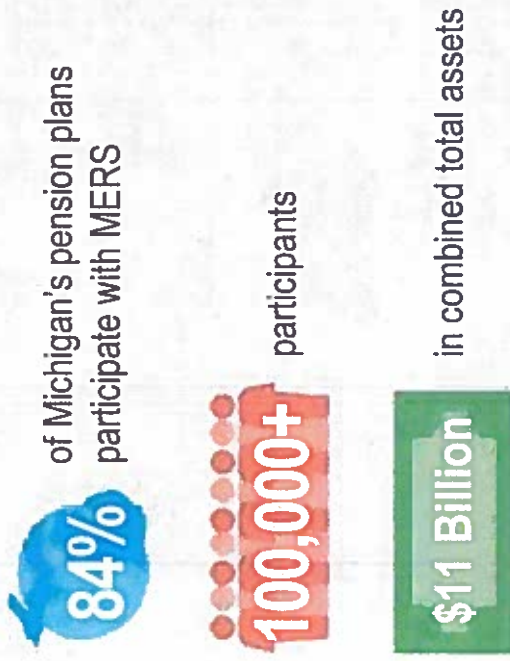 84%
of Michigan's pension plans
participate with MERS
100,000+
participants
$11 Billion
in combined total assets